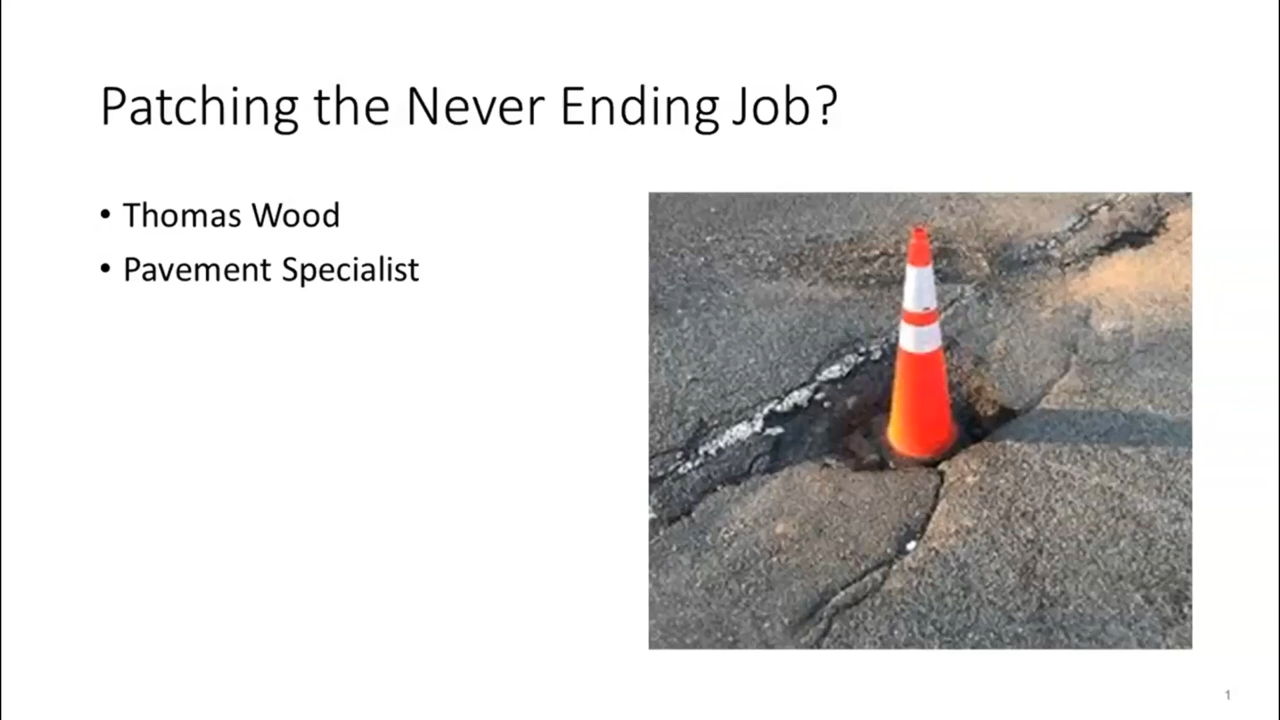 Patching the Never Ending Job?
• Thomas Wood
• Pavement Specialist
1